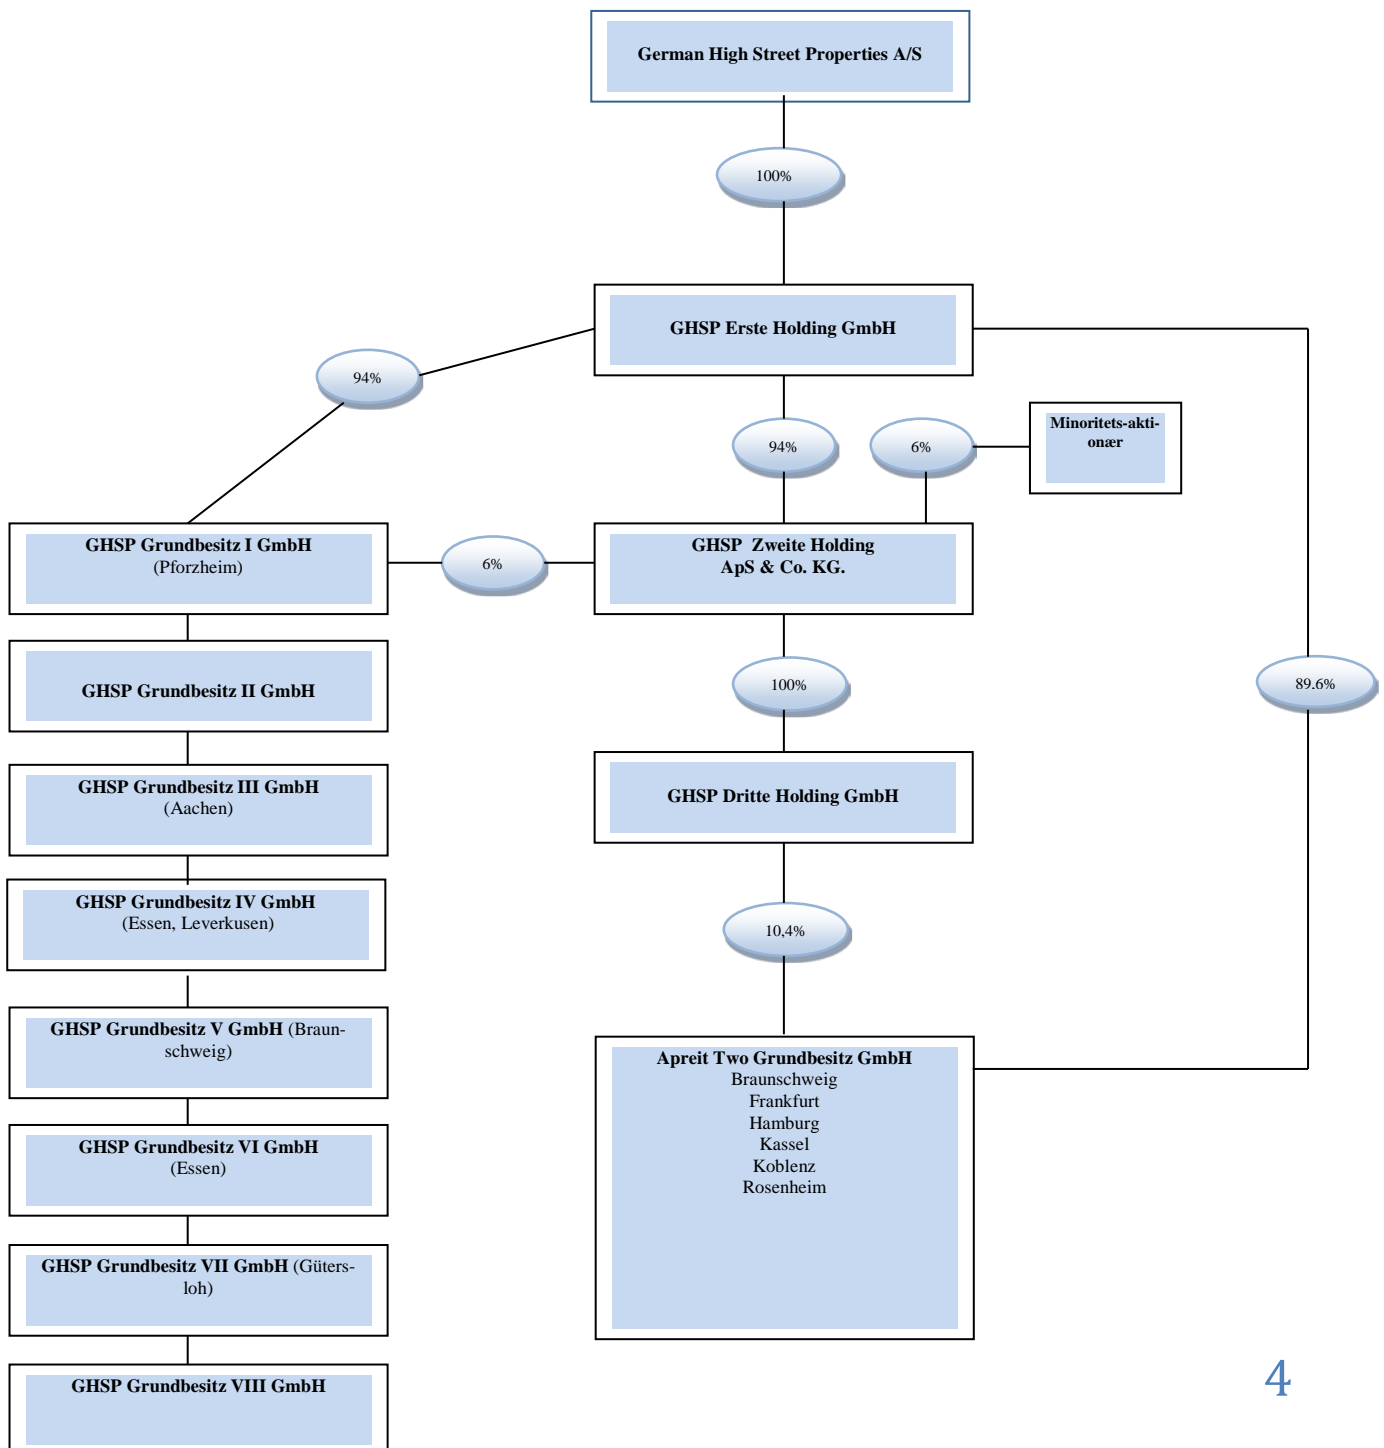 German High Street Properties A/S
100%
GHSP Erste Holding GmbH
94%
94%
6%
Minoritets-akti-
onær
GHSP Grundbesitz I GmbH
(Pforzheim)
6%
GHSP Zweite Holding
ApS & Co. KG.
GHSP Grundbesitz II GmbH
100%
89,6%
GHSP Grundbesitz III GmbH
(Aachen)
GHSP Dritte Holding GmbH
GHSP Grundbesitz IV GmbH
(Essen, Leverkusen)
10,4%
GHSP Grundbesitz V GmbH (Braun-
schweig)
Apreit Two Grundbesitz GmbH
Braunschweig
Frankfurt
Hamburg
Kassel
Koblenz
Rosenheim
GHSP Grundbesitz VI GmbH
(Essen)
GHSP Grundbesitz VII GmbH (Güters-
loh)
GHSP Grundbesitz VIII GmbH
4